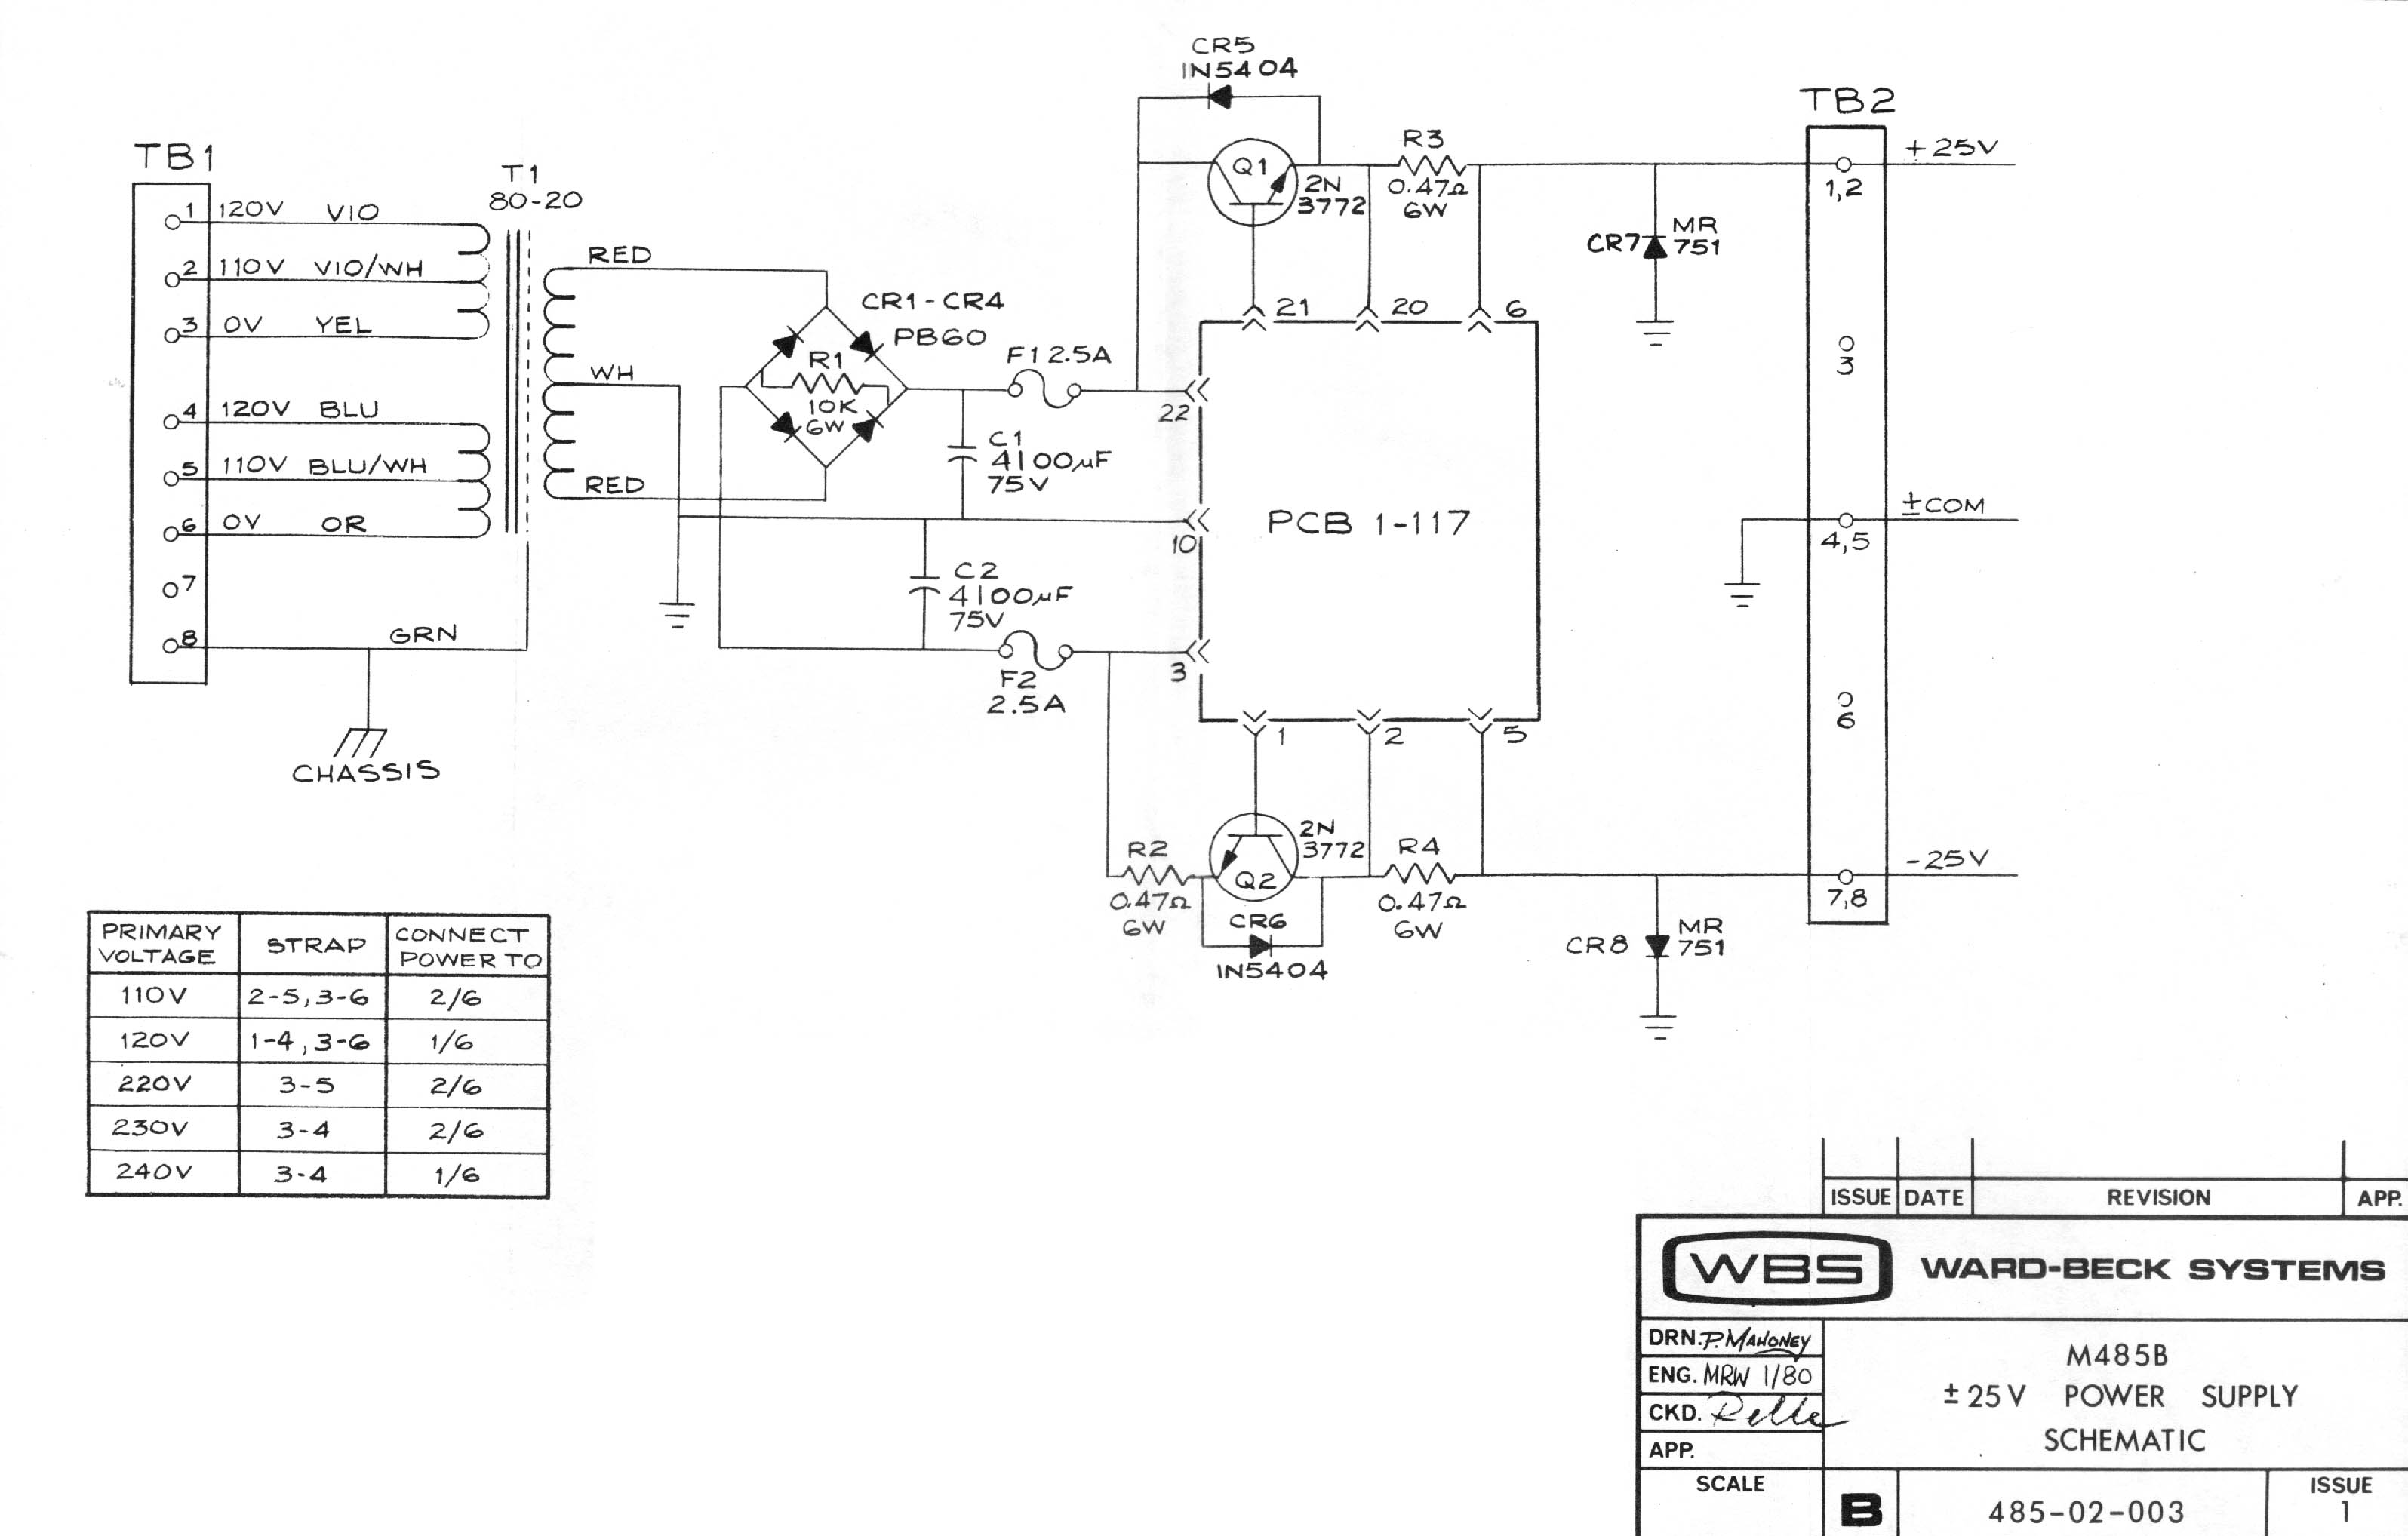 TB1
1 120V VIO
2 110V VIO/WH
3 0V YEL
4 120V BLU
5 110V BLU/WH
6 0V OR
7
8 GRN
CHASSIS
T1
80-20
RED
WH
RED
CR1-CR4
PB60
R1
10K
6W
F1 2.5A
C1
4100µF
75V
C2
4100µF
75V
F2
2.5A
CR5
1N5404
Q1
2N
3772
R3
0.47Ω
6W
21
20
6
22
10
3
PCB 1-117
1
2
5
R2
0.47Ω
6W
Q2
2N
3772
CR6
1N5404
R4
0.47Ω
6W
CR7
MR
751
CR8
MR
751
TB2
+25V
1,2
3
±COM
4,5
6
-25V
7,8
PRIMARY VOLTAGE STRAP CONNECT POWER TO
110V 2-5, 3-6 2/6
120V 1-4, 3-6 1/6
220V 3-5 2/6
230V 3-4 2/6
240V 3-4 1/6
ISSUE DATE REVISION APP.
WBS WARD-BECK SYSTEMS
DRN. P. MAHONEY
ENG. MRW 1/80
CKD.
APP.
SCALE
M485B
±25V POWER SUPPLY
SCHEMATIC
B
485-02-003
ISSUE
1